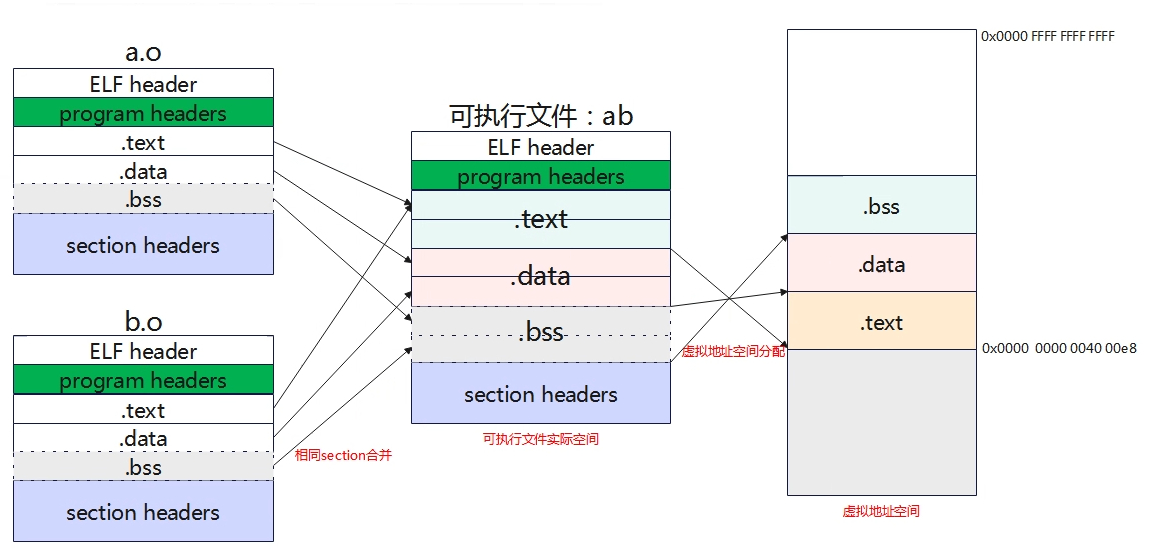 a.o
ELF header
program headers
.text
.data
.bss
section headers
b.o
ELF header
program headers
.text
.data
.bss
section headers
相同section合并
可执行文件：ab
ELF header
program headers
.text
.data
.bss
section headers
可执行文件实际空间
虚拟地址空间分配
0x0000 FFFF FFFF FFFF
.bss
.data
.text
0x0000 0000 0040 00e8
虚拟地址空间